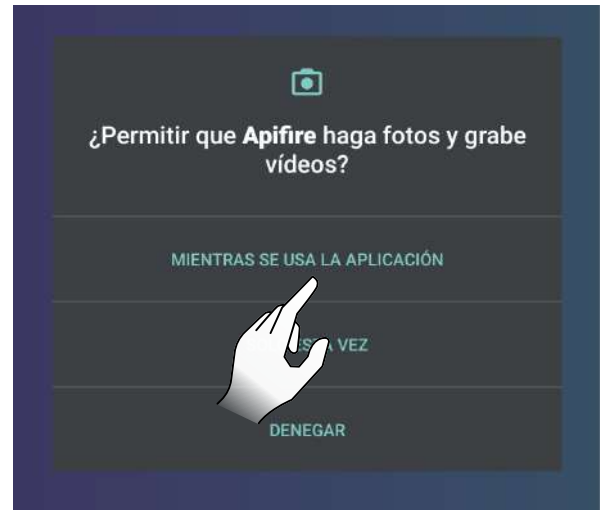 ¿Permitir que Apifire haga fotos y grabe
vídeos?
MIENTRAS SE USA LA APLICACIÓN
VEZ
DENEGAR